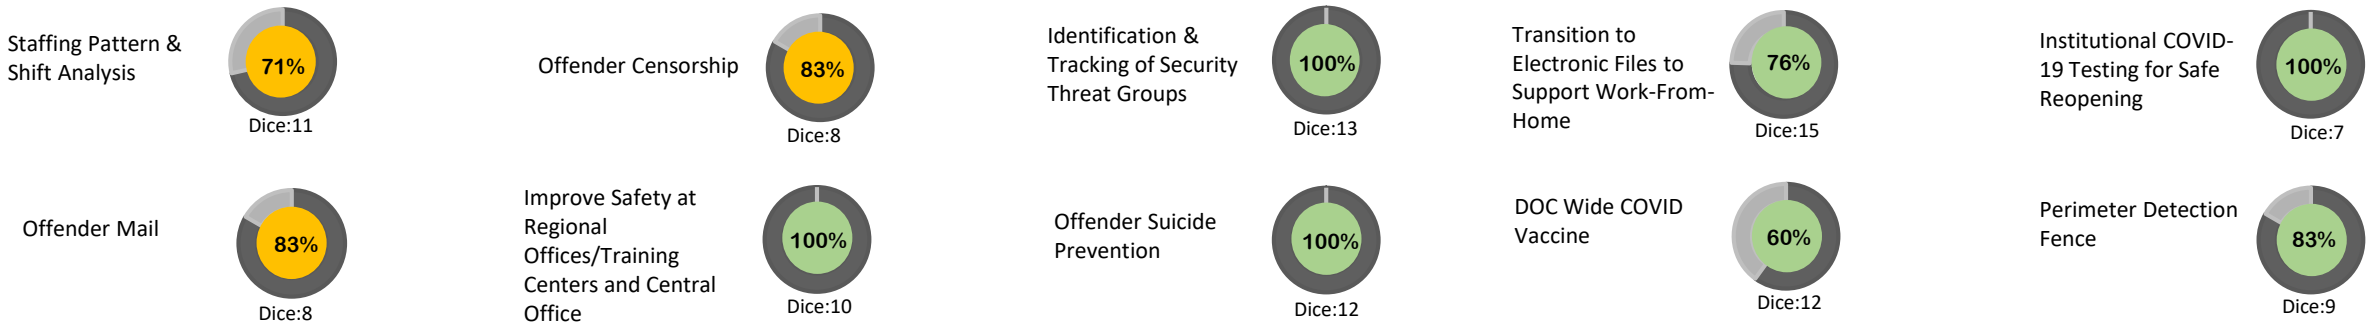 Staffing Pattern &
Shift Analysis
71%
Dice:11
Offender Censorship
83%
Dice:8
Identification &
Tracking of Security
Threat Groups
100%
Dice:13
Transition to
Electronic Files to
Support Work-From-
Home
76%
Dice:15
Institutional COVID-
19 Testing for Safe
Reopening
100%
Dice:7
Offender Mail
83%
Dice:8
Improve Safety at
Regional
Offices/Training
Centers and Central
Office
100%
Dice:10
Offender Suicide
Prevention
100%
Dice:12
DOC Wide COVID
Vaccine
60%
Dice:12
Perimeter Detection
Fence
83%
Dice:9